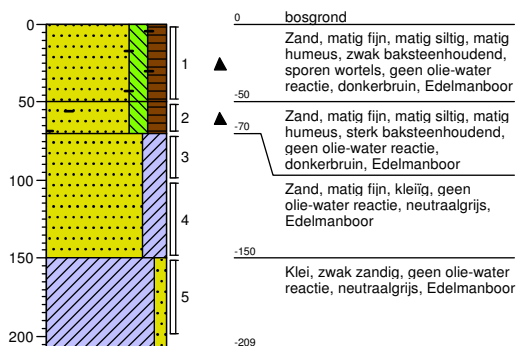 0
50
100
150
200
1
2
3
4
5
0 bosgrond
Zand, matig fijn, matig siltig, matig
humeus, zwak baksteenhoudend,
sporen wortels, geen olie-water
reactie, donkerbruin, Edelmanboor
-50
Zand, matig fijn, matig siltig, matig
humeus, sterk baksteenhoudend,
geen olie-water reactie,
donkerbruin, Edelmanboor
-70
Zand, matig fijn, kleiïg, geen
olie-water reactie, neutraalgrijs,
Edelmanboor
-150
Klei, zwak zandig, geen olie-water
reactie, neutraalgrijs, Edelmanboor
-209